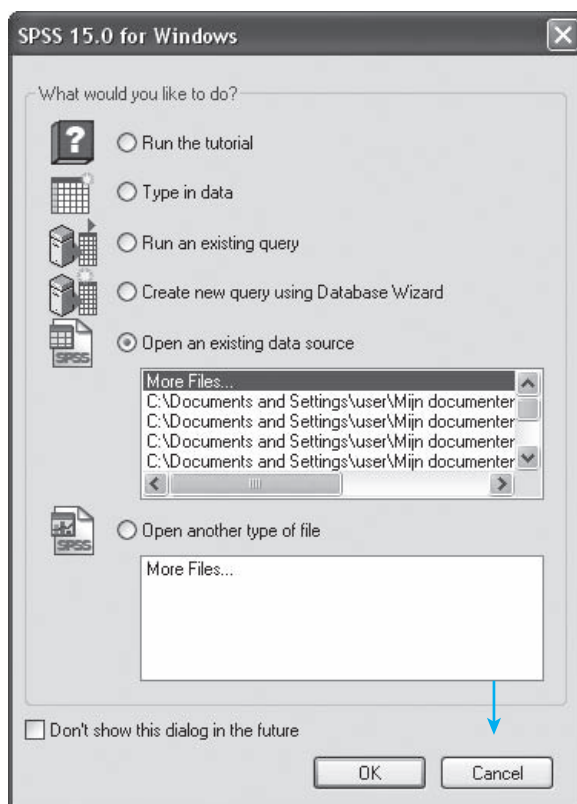 SPSS 15.0 for Windows
What would you like to do?
?
Run the tutorial
Type in data
Run an existing query
Create new query using Database Wizard
SPSS
Open an existing data source
More Files...
C:\Documents and Settings\user\Mijn documenter
C:\Documents and Settings\user\Mijn documenter
C:\Documents and Settings\user\Mijn documenter
C:\Documents and Settings\user\Mijn documenter
SPSS
Open another type of file
More Files...
Don't show this dialog in the future
OK
Cancel